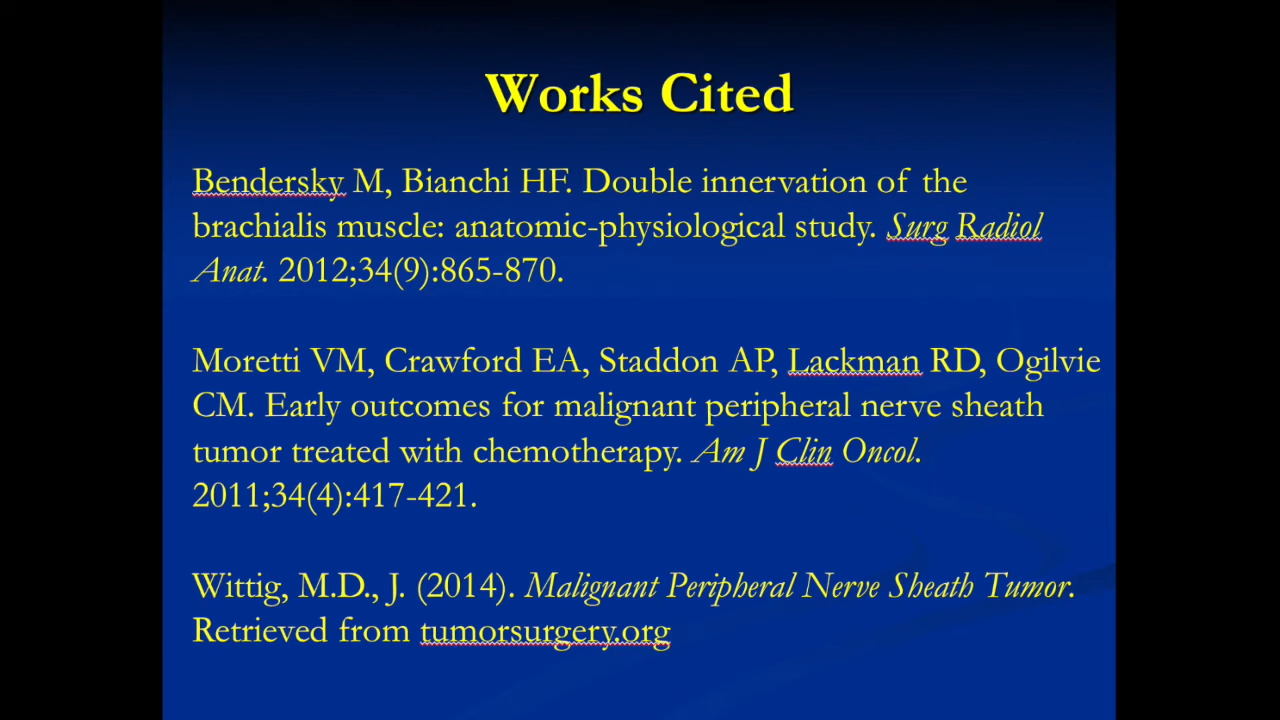 Works Cited
Bendersky M, Bianchi HF. Double innervation of the
brachialis muscle: anatomic-physiological study. Surg Radiol
Anat. 2012;34(9):865-870.
Moretti VM, Crawford EA, Staddon AP, Lackman RD, Ogilvie
CM. Early outcomes for malignant peripheral nerve sheath
tumor treated with chemotherapy. Am J Clin Oncol.
2011;34(4):417-421.
Wittig, M.D., J. (2014). Malignant Peripheral Nerve Sheath Tumor.
Retrieved from tumorsurgery.org